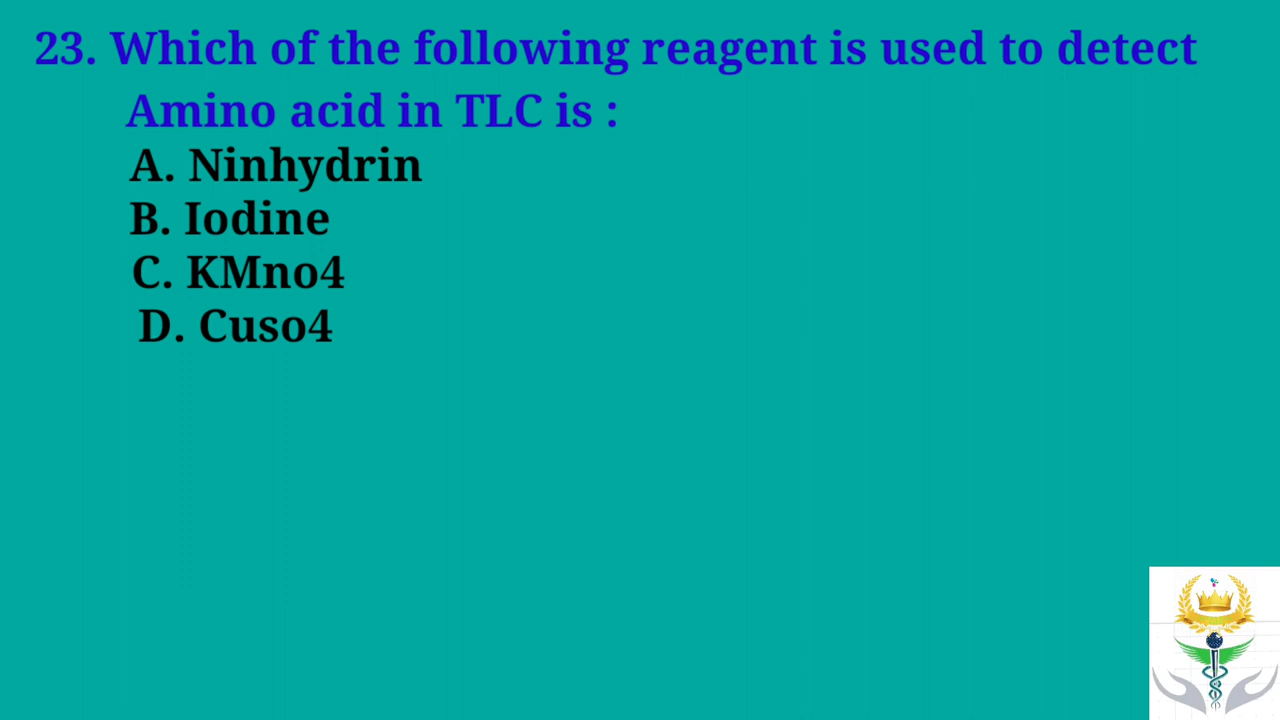 23. Which of the following reagent is used to detect
Amino acid in TLC is :
A. Ninhydrin
B. Iodine
C. KMno4
D. Cuso4